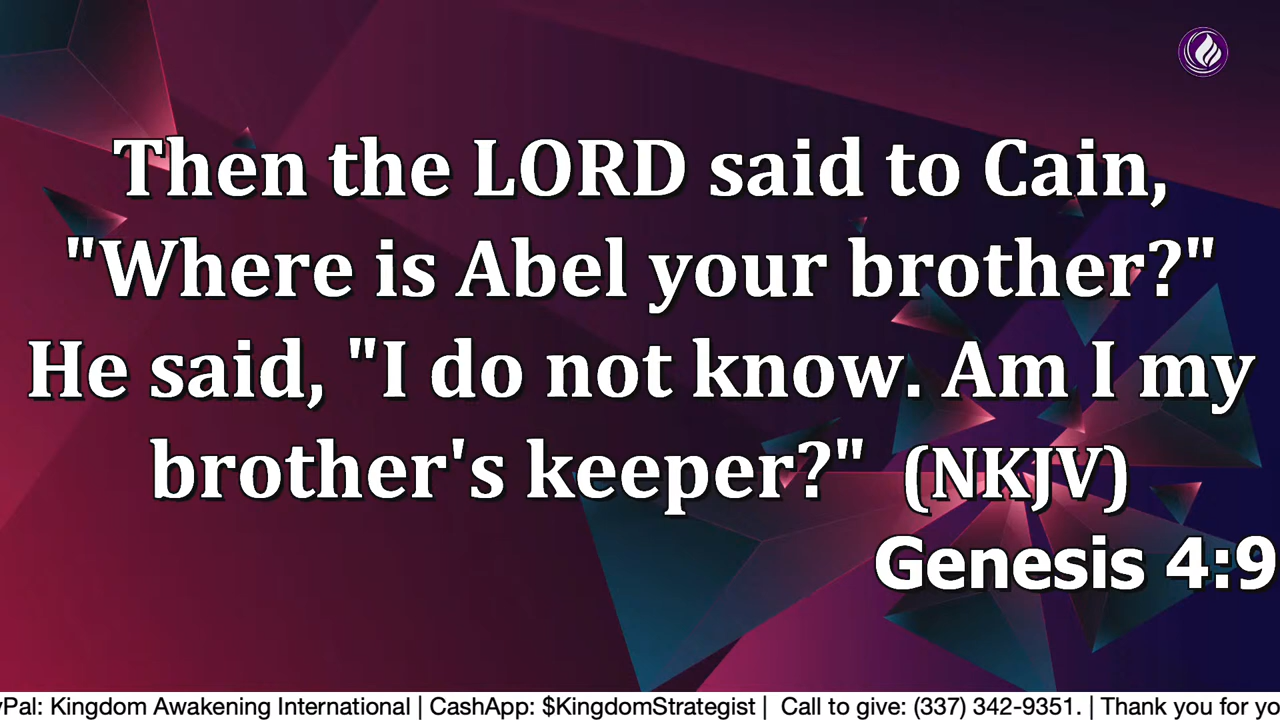 Then the LORD said to Cain,
"Where is Abel your brother?"
He said, "I do not know. Am I my
brother's keeper?" (NKJV)
Genesis 4:9
yPal: Kingdom Awakening International | CashApp: $KingdomStrategist | Call to give: (337) 342-9351. | Thank you for yo